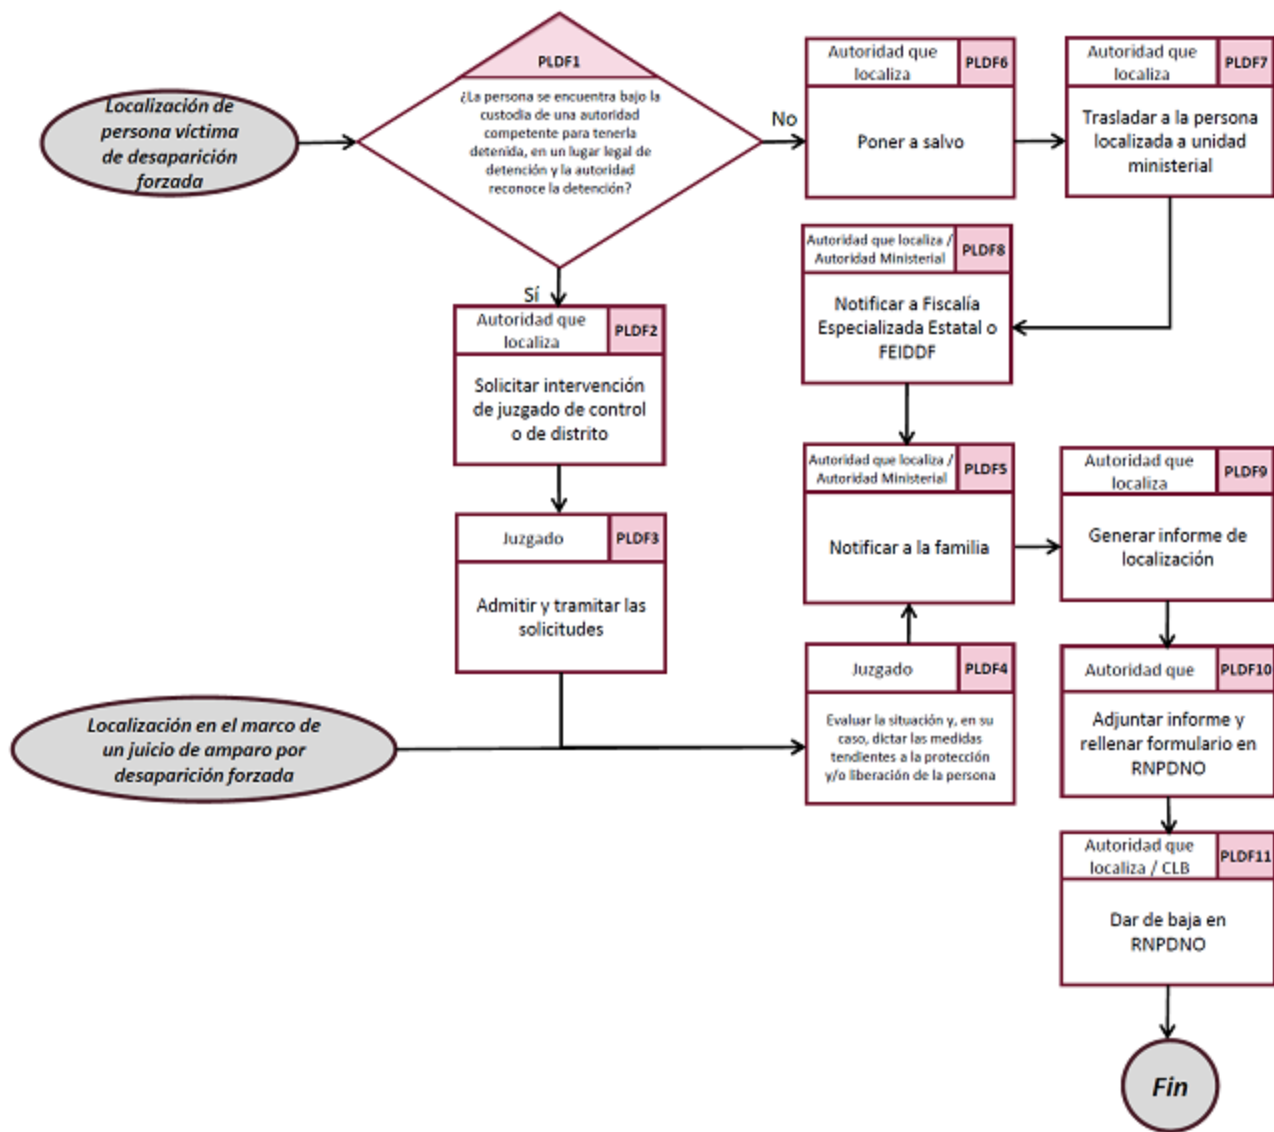 Localización de
persona víctima
de desaparición
forzada
PLDF1
¿La persona se encuentra bajo la
custodia de una autoridad
competente para tenerla
detenida, en un lugar legal de
detención y la autoridad
reconoce la detención?
No
Sí
Autoridad que
localiza
PLDF6
Poner a salvo
Autoridad que
localiza
PLDF7
Trasladar a la persona
localizada a unidad
ministerial
Autoridad que localiza /
Autoridad Ministerial
PLDF8
Notificar a Fiscalía
Especializada Estatal o
FEIDDF
Autoridad que
localiza
PLDF2
Solicitar intervención
de juzgado de control
o de distrito
Juzgado
PLDF3
Admitir y tramitar las
solicitudes
Localización en el marco de
un juicio de amparo por
desaparición forzada
Juzgado
PLDF4
Evaluar la situación y, en su
caso, dictar las medidas
tendientes a la protección
y/o liberación de la persona
Autoridad que localiza /
Autoridad Ministerial
PLDF5
Notificar a la familia
Autoridad que
localiza
PLDF9
Generar informe de
localización
Autoridad que
PLDF10
Adjuntar informe y
rellenar formulario en
RNPDNO
Autoridad que
localiza / CLB
PLDF11
Dar de baja en
RNPDNO
Fin